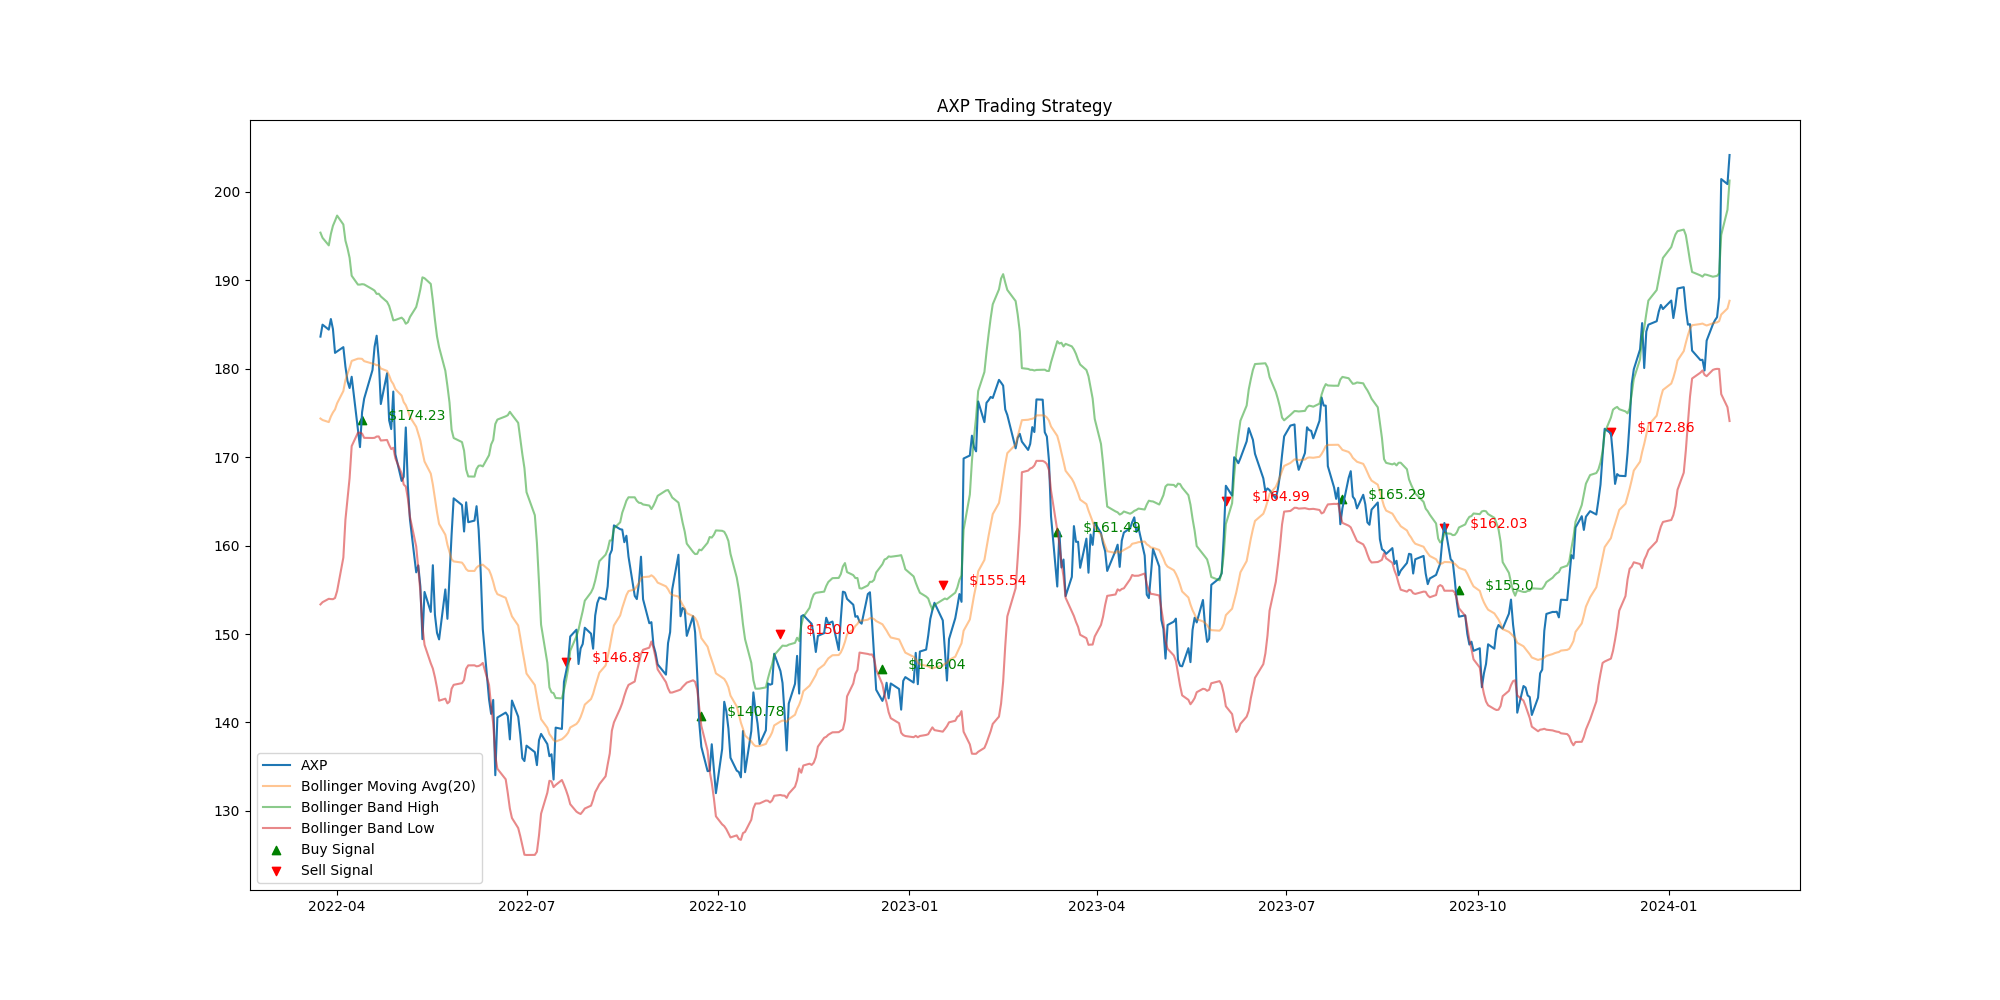 AXP Trading Strategy
200
190
180
170
160
150
140
130
$174.23
$146.87
$140.78
$150.0
$146.04
$155.54
$161.49
$164.99
$165.29
$162.03
$155.0
$172.86
AXP
Bollinger Moving Avg(20)
Bollinger Band High
Bollinger Band Low
Buy Signal
Sell Signal
2022-04 2022-07 2022-10 2023-01 2023-04 2023-07 2023-10 2024-01